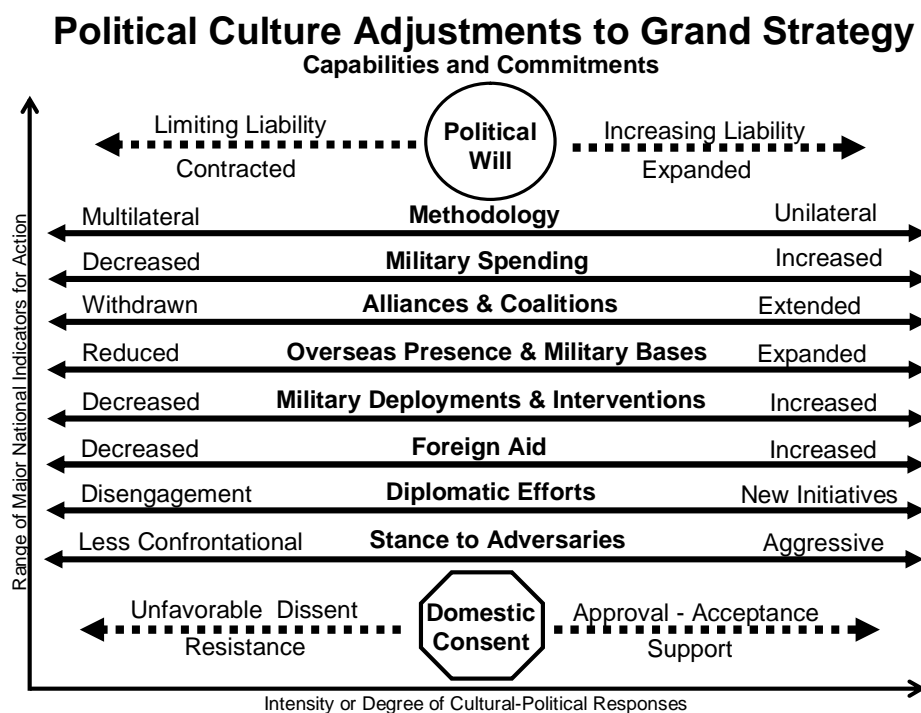 Political Culture Adjustments to Grand Strategy
Capabilities and Commitments
Limiting Liability
Contracted
Political
Will
Increasing Liability
Expanded
Multilateral Methodology Unilateral
Decreased Military Spending Increased
Withdrawn Alliances & Coalitions Extended
Reduced Overseas Presence & Military Bases Expanded
Decreased Military Deployments & Interventions Increased
Decreased Foreign Aid Increased
Disengagement Diplomatic Efforts New Initiatives
Less Confrontational Stance to Adversaries Aggressive
Unfavorable Dissent
Resistance
Domestic
Consent
Approval - Acceptance
Support
Range of Major National Indicators for Action
Intensity or Degree of Cultural-Political Responses